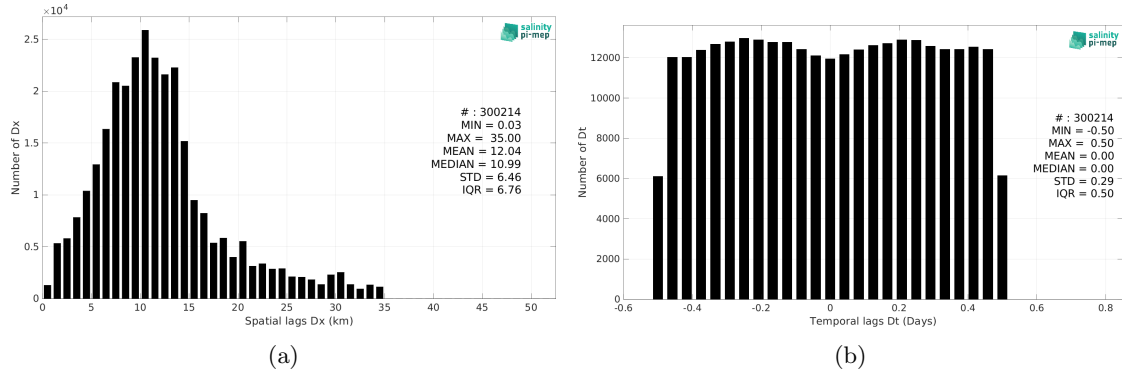 ×10⁴
2.5
2
1.5
1
0.5
0
0 5 10 15 20 25 30 35 40 45 50
Number of Dx
Spatial lags Dx (km)
salinity
pi-mep
# : 300214
MIN = 0.03
MAX = 35.00
MEAN = 12.04
MEDIAN = 10.99
STD = 6.46
IQR = 6.76
(a)
12000
10000
8000
6000
4000
2000
0
-0.6 -0.4 -0.2 0 0.2 0.4 0.6 0.8
Number of Dt
Temporal lags Dt (Days)
salinity
pi-mep
# : 300214
MIN = -0.50
MAX = 0.50
MEAN = 0.00
MEDIAN = 0.00
STD = 0.29
IQR = 0.50
(b)